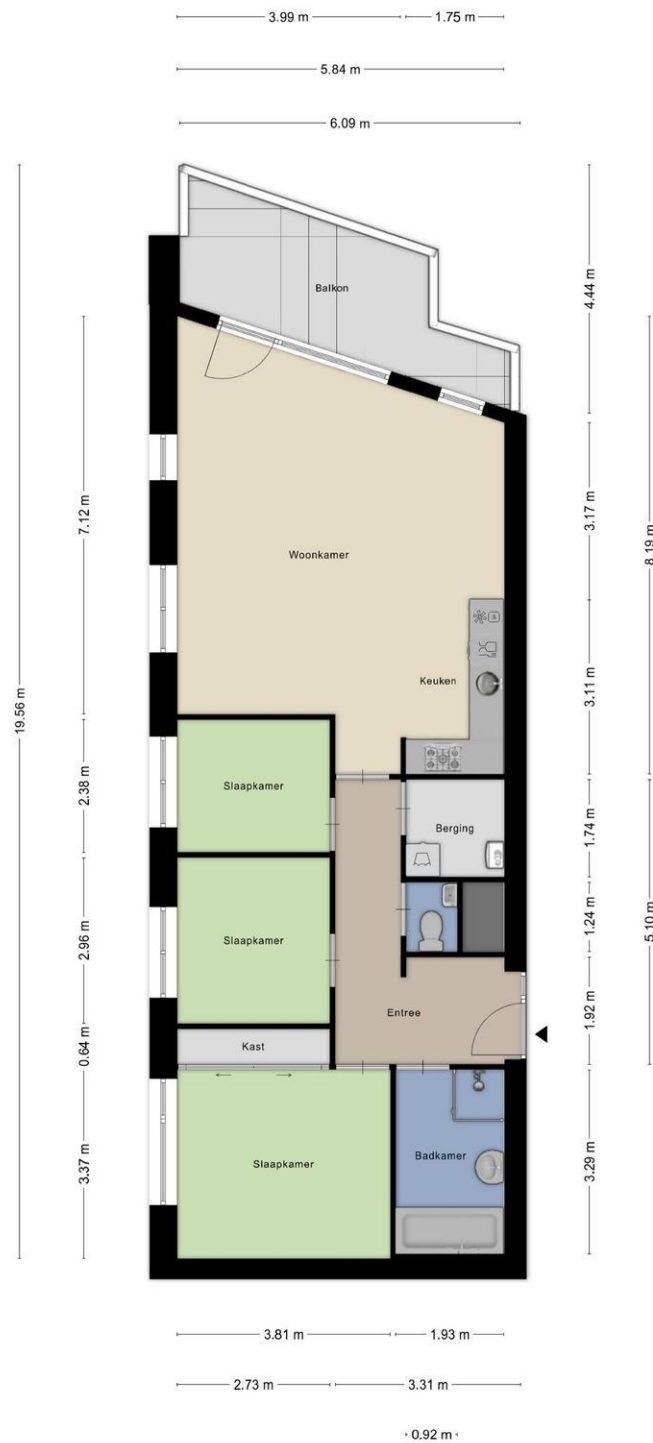 3.99 m 1.75 m
5.84 m
6.09 m
Balkon
4.44 m
7.12 m
3.17 m
8.19 m
Woonkamer
Keuken
3.11 m
19.56 m
2.38 m
Slaapkamer
Berging
1.74 m
2.96 m
Slaapkamer
1.24 m
5.10 m
Entree
1.92 m
0.64 m
Kast
3.37 m
Slaapkamer
Badkamer
3.29 m
3.81 m 1.93 m
2.73 m 3.31 m
0.92 m